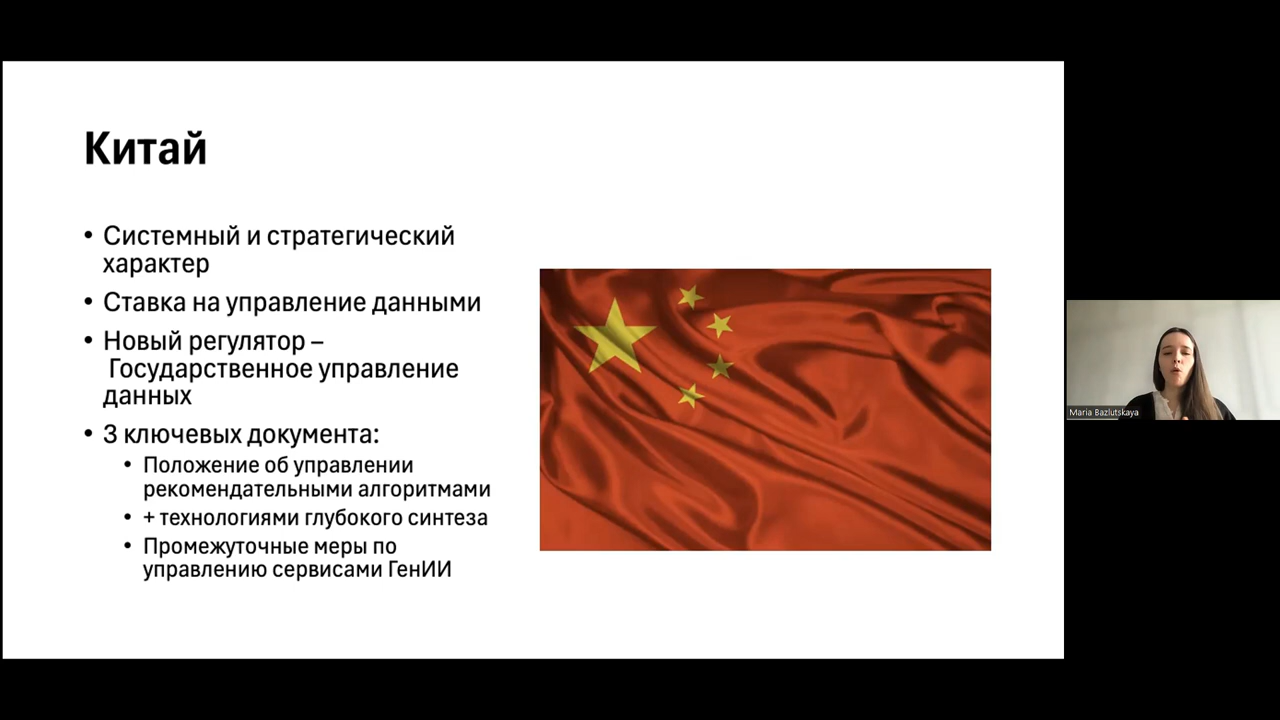 Китай
• Системный и стратегический
характер
• Ставка на управление данными
• Новый регулятор –
Государственное управление
данных
• 3 ключевых документа:
• Положение об управлении
рекомендательными алгоритмами
• + технологиями глубокого синтеза
• Промежуточные меры по
управлению сервисами ГенИИ
Maria Bazlutskaya